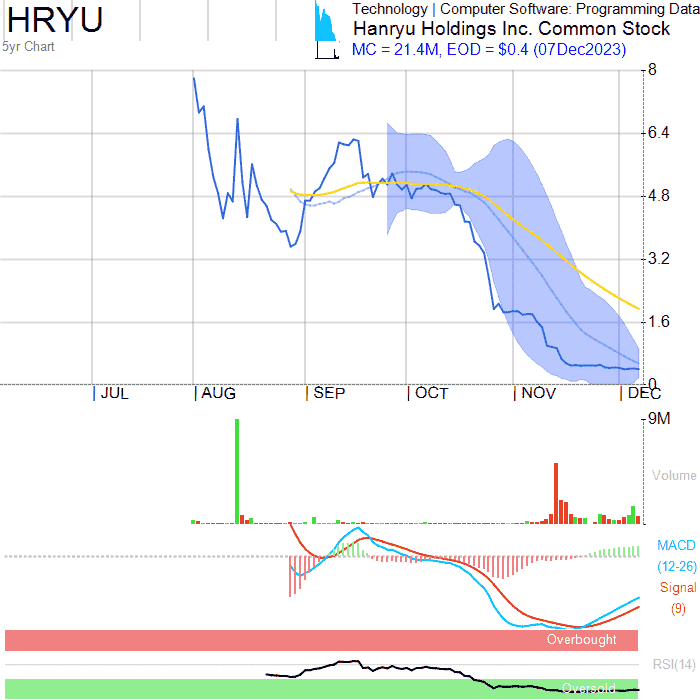 HRYU
5yr Chart
Technology | Computer Software: Programming Data
Hanryu Holdings Inc. Common Stock
MC = 21.4M, EOD = $0.4 (07Dec2023)
8
6.4
4.8
3.2
1.6
0
JUL AUG SEP OCT NOV DEC
9M
Volume
MACD
(12-26)
Signal
(9)
Overbought
RSI(14)
Oversold